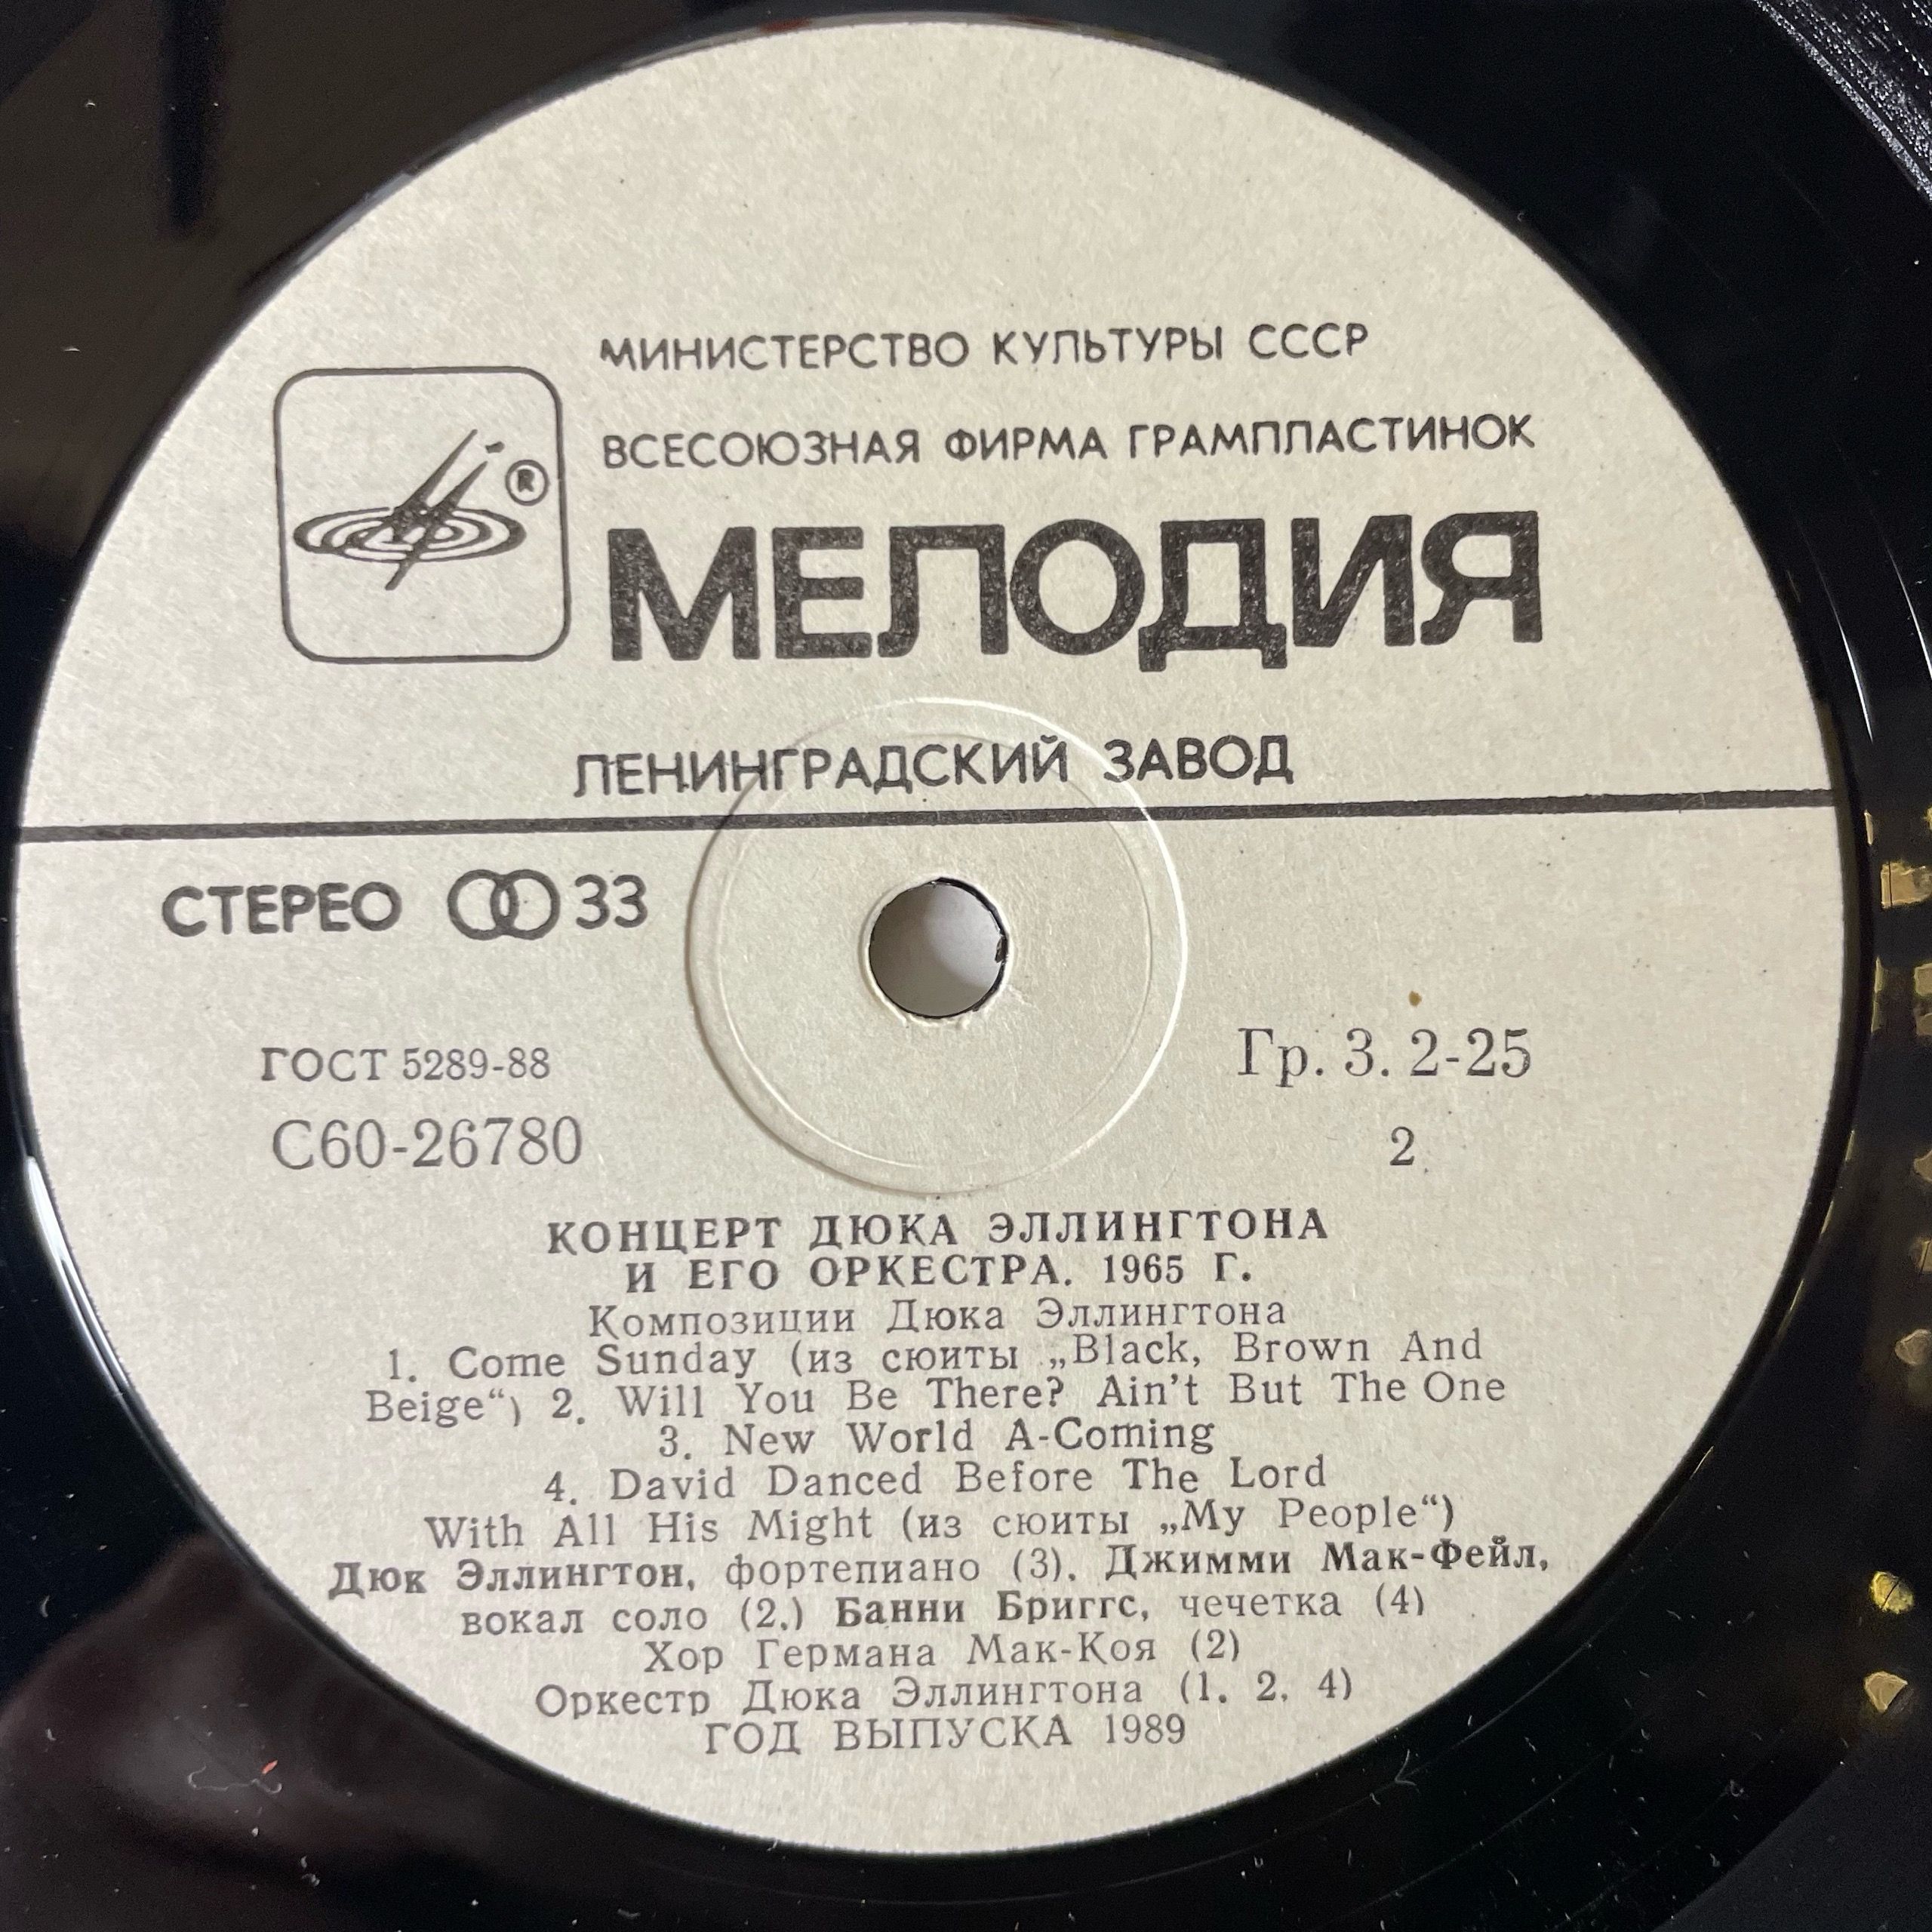 МИНИСТЕРСТВО КУЛЬТУРЫ СССР
ВСЕСОЮЗНАЯ ФИРМА ГРАМПЛАСТИНОК
®
МЕЛОДИЯ
ЛЕНИНГРАДСКИЙ ЗАВОД
СТЕРЕО 33
ГОСТ 5289-88
Гр. 3. 2-25
С60-26780
2
КОНЦЕРТ ДЮКА ЭЛЛИНГТОНА
И ЕГО ОРКЕСТРА. 1965 Г.
Композиции Дюка Эллингтона
1. Come Sunday (из сюиты „Black, Brown And
Beige“) 2. Will You Be There? Ain't But The One
3. New World A-Coming
4. David Danced Before The Lord
With All His Might (из сюиты „My People“)
Дюк Эллингтон, фортепиано (3). Джимми Мак-Фейл,
вокал соло (2.) Банни Бриггс, чечетка (4)
Хор Германа Мак-Коя (2)
Оркестр Дюка Эллингтона (1. 2, 4)
ГОД ВЫПУСКА 1989